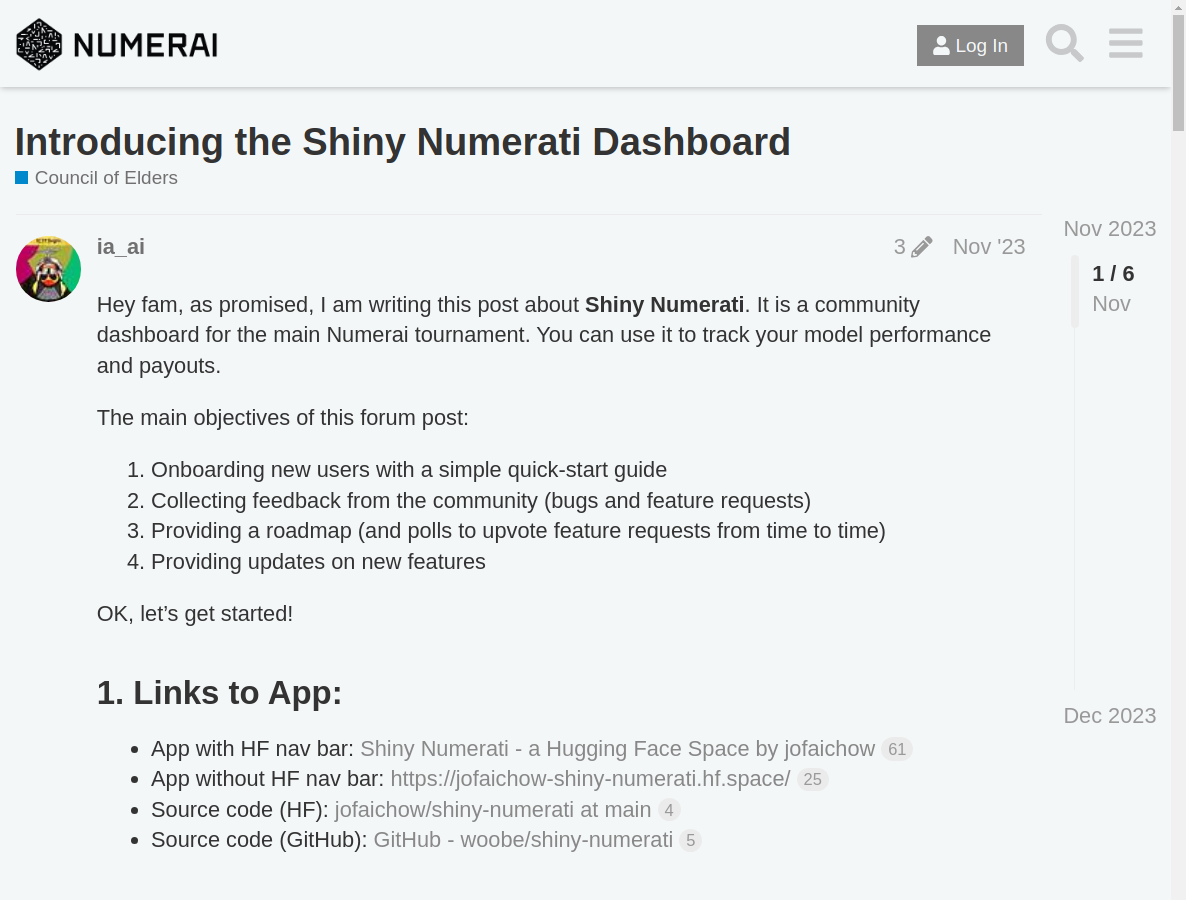 NUMERAI
Log In
Introducing the Shiny Numerati Dashboard
Council of Elders
ia_ai
3
Nov '23
Hey fam, as promised, I am writing this post about Shiny Numerati. It is a community
dashboard for the main Numerai tournament. You can use it to track your model performance
and payouts.
The main objectives of this forum post:
1. Onboarding new users with a simple quick-start guide
2. Collecting feedback from the community (bugs and feature requests)
3. Providing a roadmap (and polls to upvote feature requests from time to time)
4. Providing updates on new features
OK, let’s get started!
1. Links to App:
• App with HF nav bar: Shiny Numerati - a Hugging Face Space by jofaichow 61
• App without HF nav bar: https://jofaichow-shiny-numerati.hf.space/ 25
• Source code (HF): jofaichow/shiny-numerati at main 4
• Source code (GitHub): GitHub - woobe/shiny-numerati 5
Nov 2023
1 / 6
Nov
Dec 2023